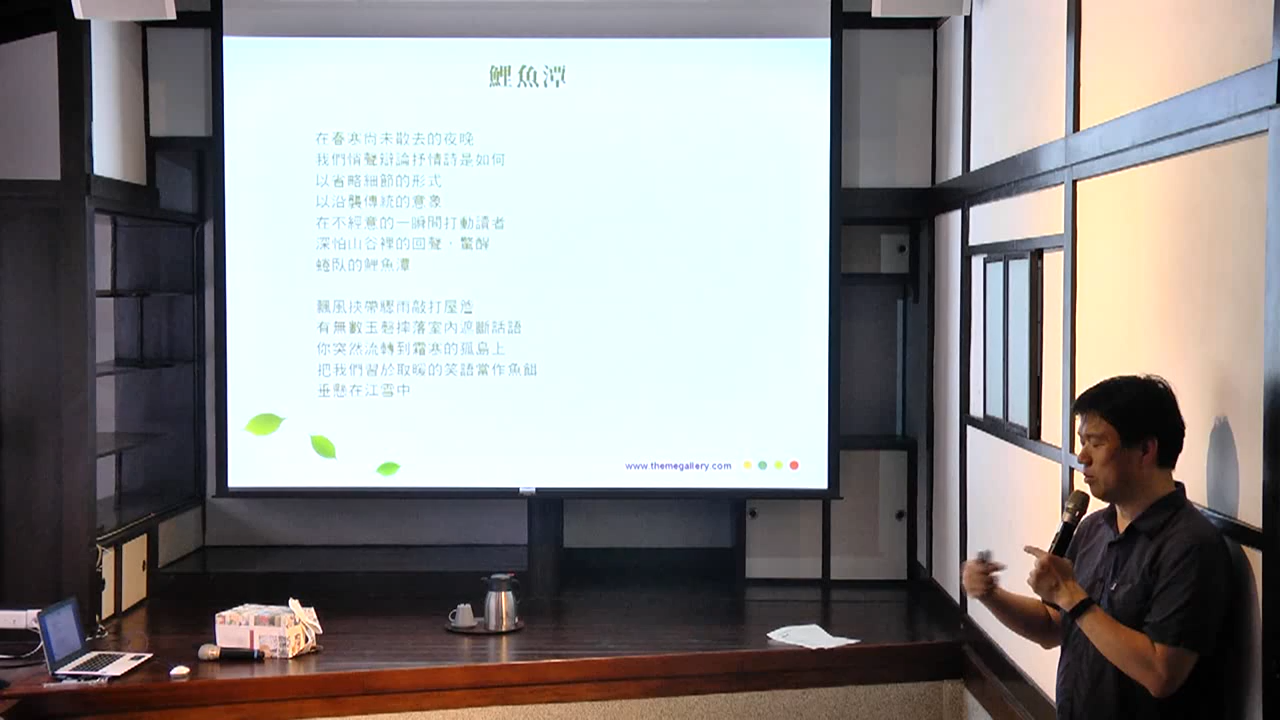 鯉魚潭
在春寒尚未散去的夜晚
我們悄聲辯論抒情詩是如何
以省略細節的形式
以沿襲傳統的意象
在不經意的一瞬間打動讀者
深怕山谷裡的回聲，驚醒
蜷臥的鯉魚潭
飄風挾帶驟雨敲打屋簷
有無數玉磬摔落室內遮斷話語
你突然流轉到霜寒的孤島上
把我們習於取暖的笑語當作魚餌
垂懸在江雪中
www.themegallery.com